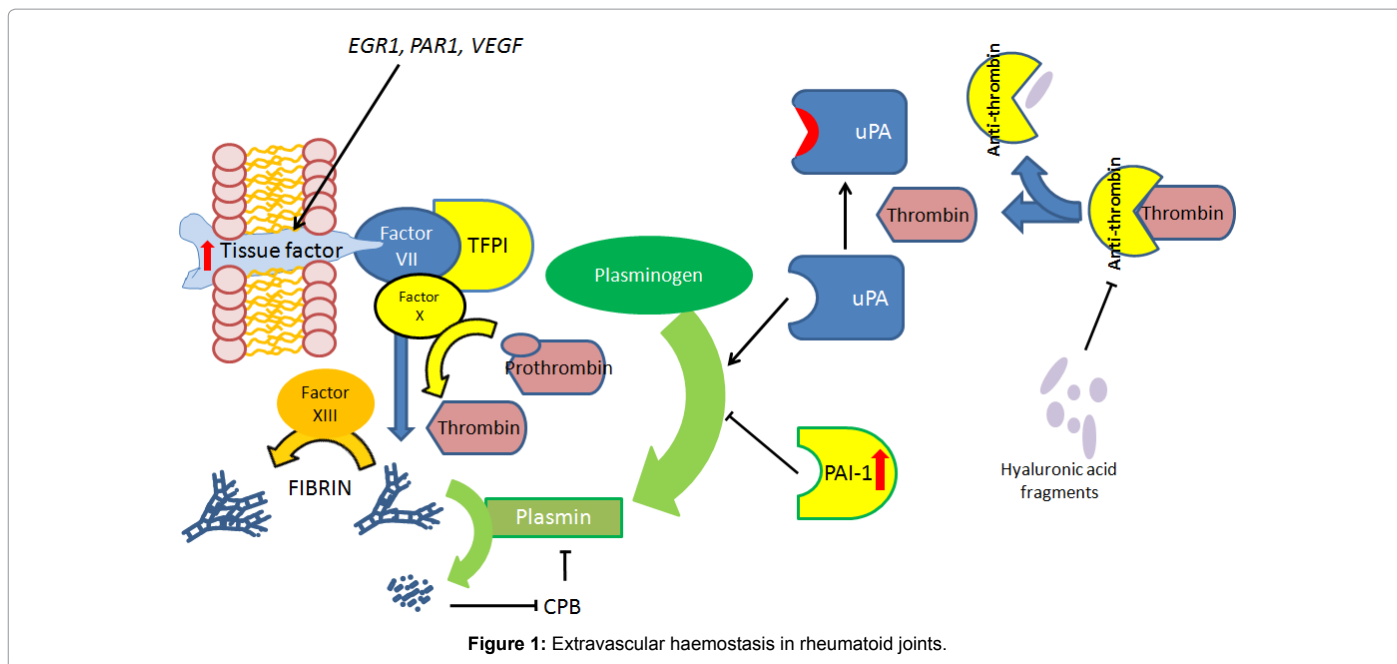 EGR1, PAR1, VEGF
Tissue factor
Factor
VII
TFPI
Factor
X
Prothrombin
Thrombin
Factor
XIII
FIBRIN
Plasminogen
Plasmin
CPB
uPA
uPA
PAI-1
Thrombin
Anti-thrombin
Anti-thrombin
Thrombin
Hyaluronic acid
fragments
Figure 1: Extravascular haemostasis in rheumatoid joints.